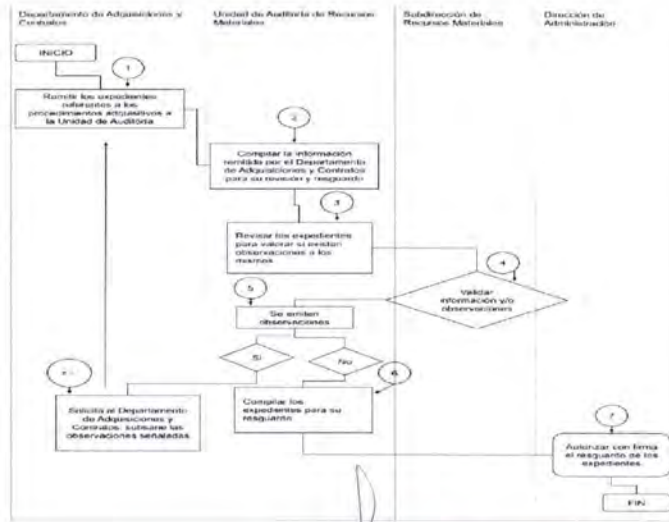 Departamento de Adquisiciones y
Contratos
Unidad de Auditoría de Recursos
Materiales
Subdirección de
Recursos Materiales
Dirección de
Administración
INICIO
1
Remitir los expedientes
referentes a los
procedimientos adquisitivos a
la Unidad de Auditoría
2
Compilar la información
remitida por el Departamento
de Adquisiciones y Contratos
para su revisión y resguardo
3
Revisar los expedientes
para valorar si existen
observaciones a los
mismos
4
Validar
información y/o
observaciones
5
Se emiten
observaciones
Si
No
6
Compilar los
expedientes para su
resguardo
Solicita al Departamento
de Adquisiciones y
Contratos, subsane las
observaciones señaladas
7
Autorizar con firma
el resguardo de los
expedientes.
FIN